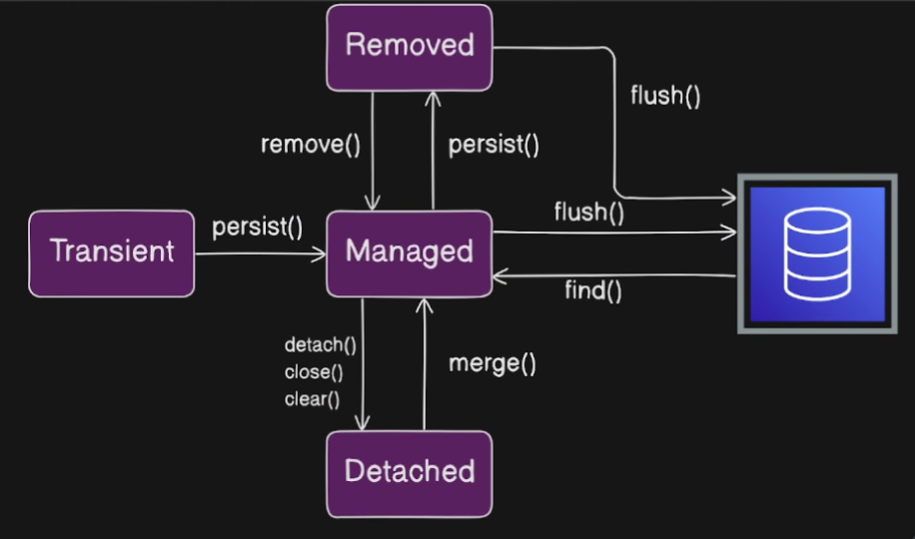 Removed
flush()
remove()
persist()
Transient
persist()
Managed
flush()
find()
detach()
close()
clear()
merge()
Detached